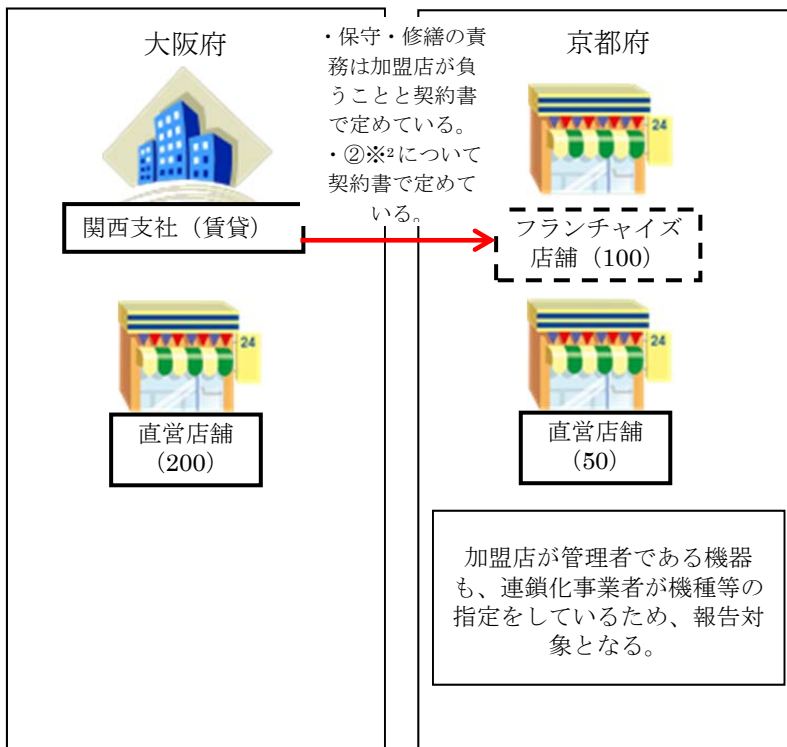 大阪府
関西支社（賃貸）
直営店舗
（200）
・保守・修繕の責
務は加盟店が負
うことと契約書
で定めている。
・②※²について
契約書で定めて
いる。
京都府
24
フランチャイズ
店舗（100）
24
直営店舗
（50）
加盟店が管理者である機器
も、連鎖化事業者が機種等の
指定をしているため、報告対
象となる。
24